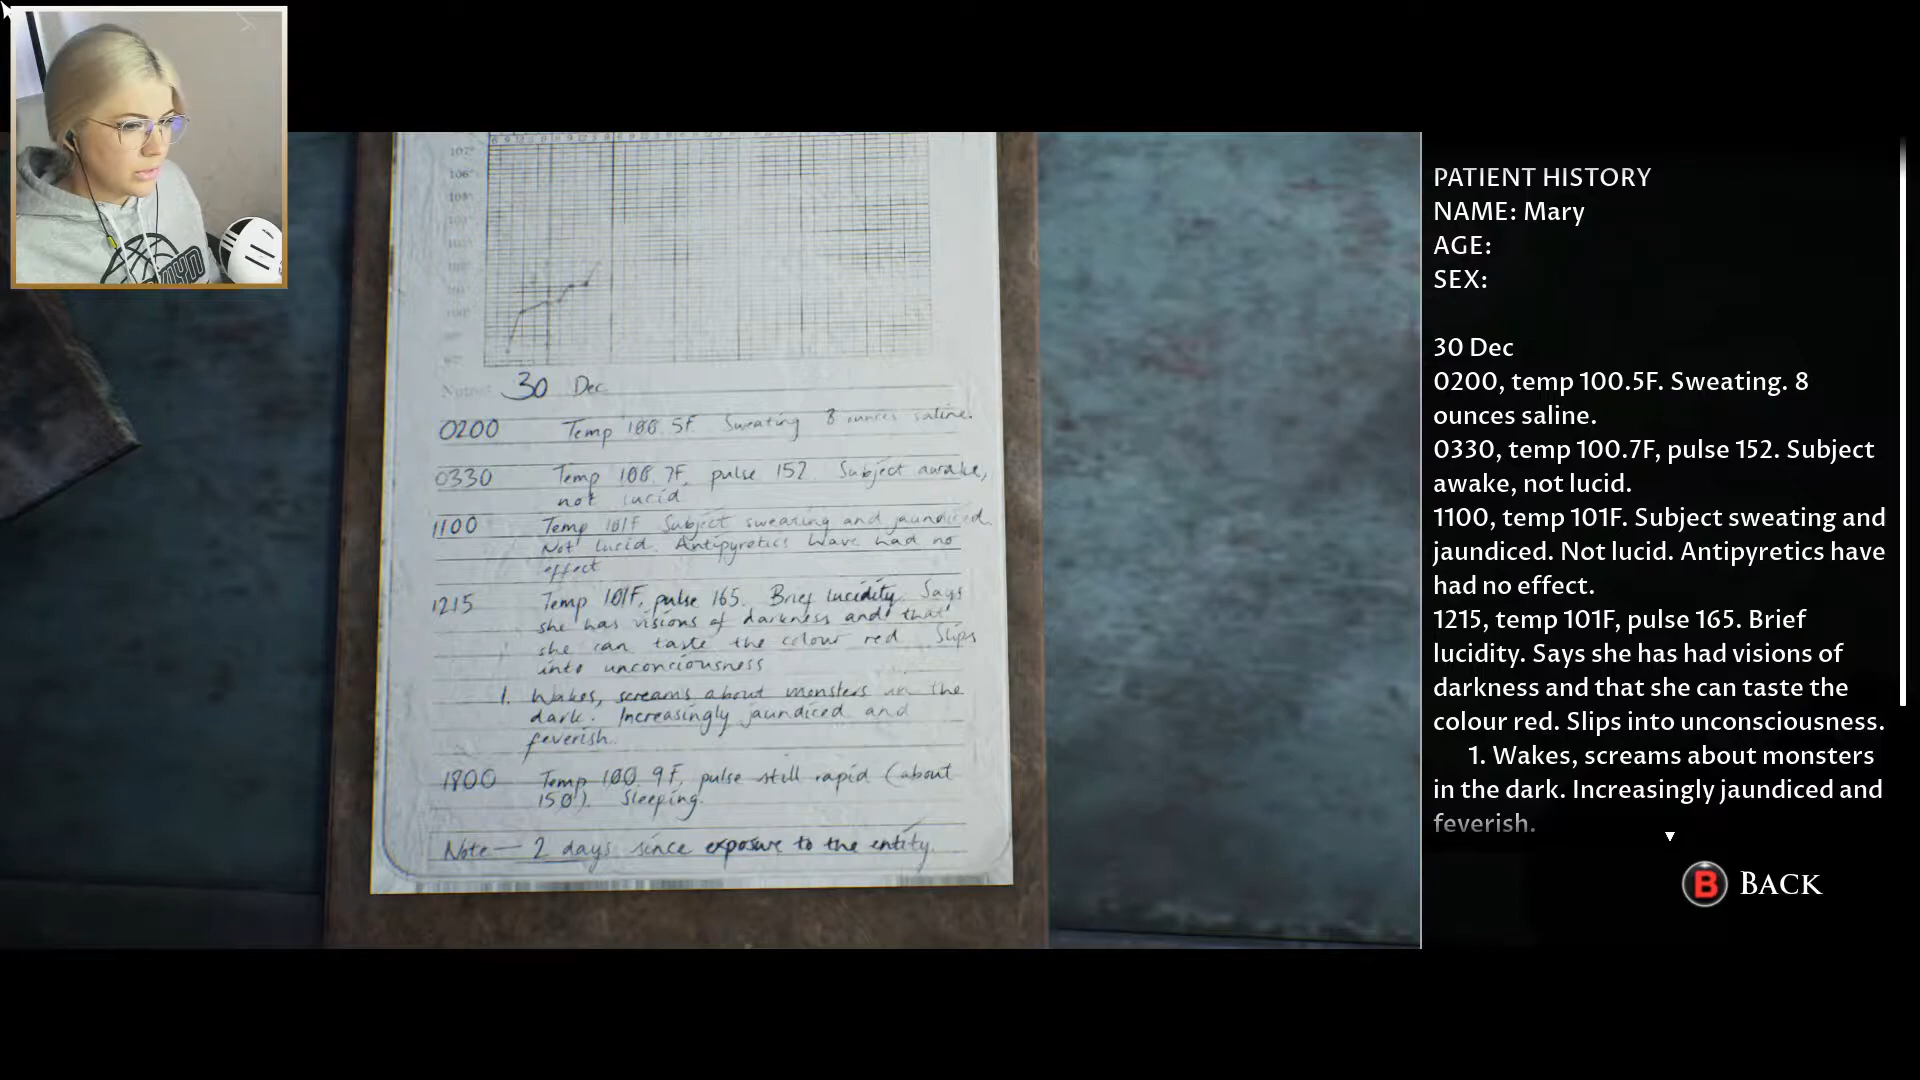 107°
106°
30 Dec
0200 Temp 100.5F Sweating 8 ounces saline.
0330 Temp 100.7F, pulse 152. Subject awake,
not lucid
1100 Temp 101F Subject sweating and jaundiced.
Not lucid. Antipyretics have had no
effect
1215 Temp 101F, pulse 165. Brief lucidity. Says
she has visions of darkness and that
she can taste the colour red Slips
into unconciousness
1. Wakes, screams about monsters in the
dark. Increasingly jaundiced and
feverish.
1800 Temp 100.9F, pulse still rapid (about
150). Sleeping.
Note - 2 days since exposure to the entity.
PATIENT HISTORY
NAME: Mary
AGE:
SEX:
30 Dec
0200, temp 100.5F. Sweating. 8
ounces saline.
0330, temp 100.7F, pulse 152. Subject
awake, not lucid.
1100, temp 101F. Subject sweating and
jaundiced. Not lucid. Antipyretics have
had no effect.
1215, temp 101F, pulse 165. Brief
lucidity. Says she has had visions of
darkness and that she can taste the
colour red. Slips into unconsciousness.
1. Wakes, screams about monsters
in the dark. Increasingly jaundiced and
feverish.
B BACK